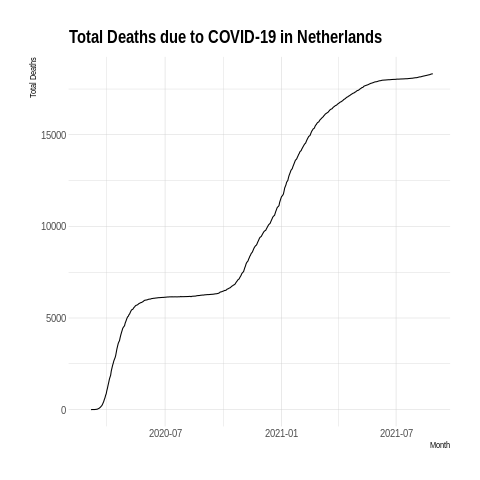 Total Deaths due to COVID-19 in Netherlands
Total Deaths
15000
10000
5000
0
2020-07
2021-01
2021-07
Month